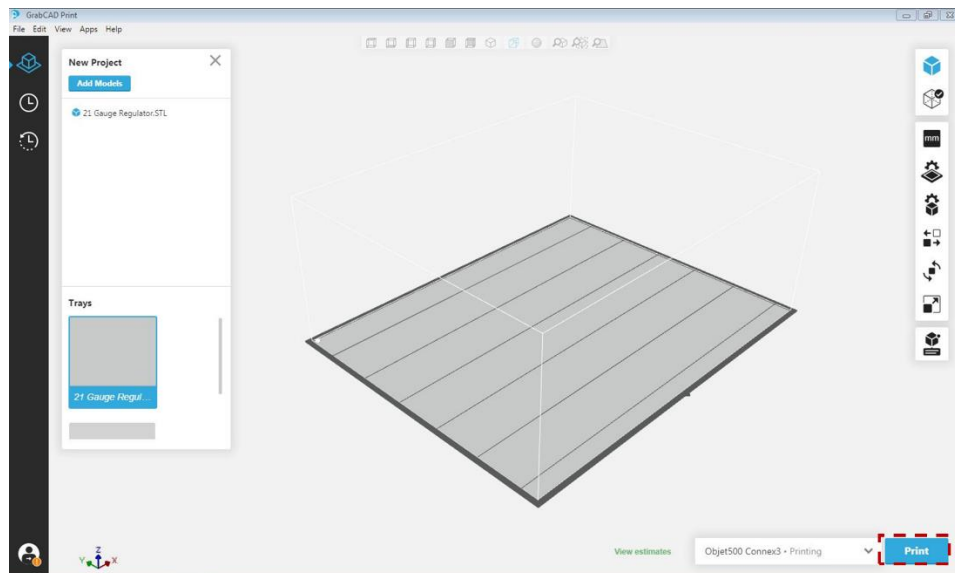 GrabCAD Print
File Edit View Apps Help
New Project
Add Models
21 Gauge Regulator.STL
mm
Trays
21 Gauge Regul...
Z
Y X
View estimates
Objet500 Connex3 • Printing
Print